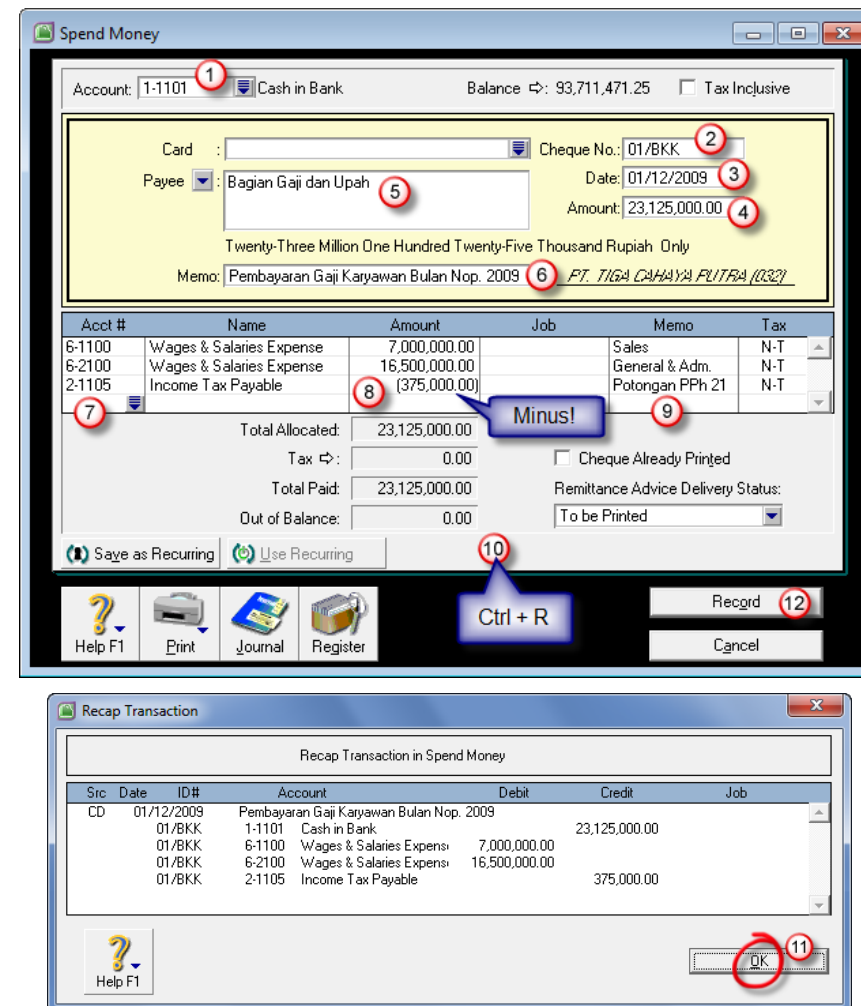 Spend Money
Account: 1-1101 1 Cash in Bank Balance ⇨: 93,711,471.25 Tax Inclusive
Card : Cheque No.: 01/BKK 2
Payee : Bagian Gaji dan Upah 5 Date: 01/12/2009 3
Amount: 23,125,000.00 4
Twenty-Three Million One Hundred Twenty-Five Thousand Rupiah Only
Memo: Pembayaran Gaji Karyawan Bulan Nop. 2009 6 PT. TIGA CAHAYA PUTRA (032)
Acct # Name Amount Job Memo Tax
6-1100 Wages & Salaries Expense 7,000,000.00 Sales N-T
6-2100 Wages & Salaries Expense 16,500,000.00 General & Adm. N-T
2-1105 Income Tax Payable (375,000.00) Potongan PPh 21 N-T
7 8 Minus! 9
Total Allocated: 23,125,000.00
Tax ⇨: 0.00 Cheque Already Printed
Total Paid: 23,125,000.00 Remittance Advice Delivery Status:
Out of Balance: 0.00 To be Printed
Save as Recurring Use Recurring 10
Ctrl + R
Record 12
Help F1 Print Journal Register Cancel
Recap Transaction
Recap Transaction in Spend Money
Src Date ID# Account Debit Credit Job
CD 01/12/2009 Pembayaran Gaji Karyawan Bulan Nop. 2009
01/BKK 1-1101 Cash in Bank 23,125,000.00
01/BKK 6-1100 Wages & Salaries Expens 7,000,000.00
01/BKK 6-2100 Wages & Salaries Expens 16,500,000.00
01/BKK 2-1105 Income Tax Payable 375,000.00
OK 11
Help F1